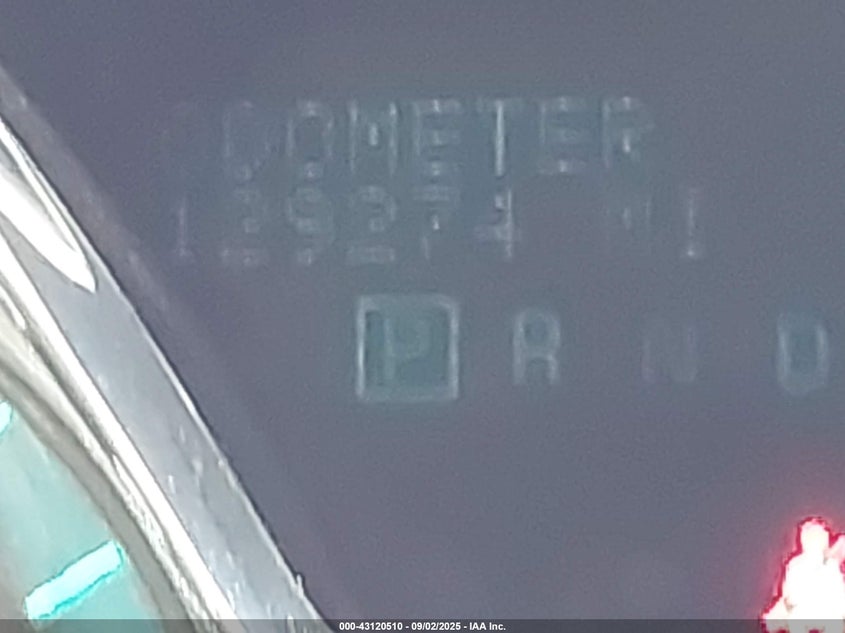 ODOMETER
129274 MI
P R N D
000-43120510 - 09/02/2025 - IAA Inc.